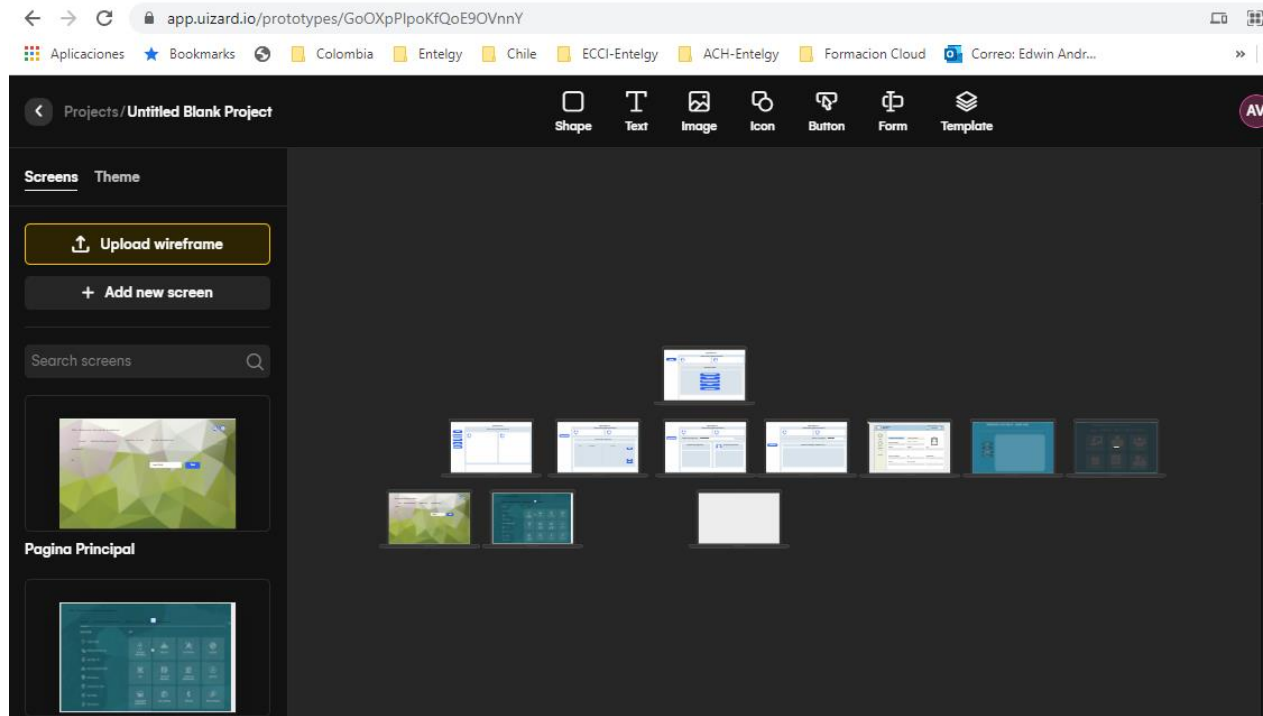 app.uizard.io/prototypes/GoOXpPIpoKfQoE9OVnnY
Aplicaciones Bookmarks Colombia Entelgy Chile ECCI-Entelgy ACH-Entelgy Formacion Cloud Correo: Edwin Andr... »
Projects/Untitled Blank Project
Shape Text Image Icon Button Form Template
AV
Screens Theme
Upload wireframe
+ Add new screen
Search screens
Pagina Principal